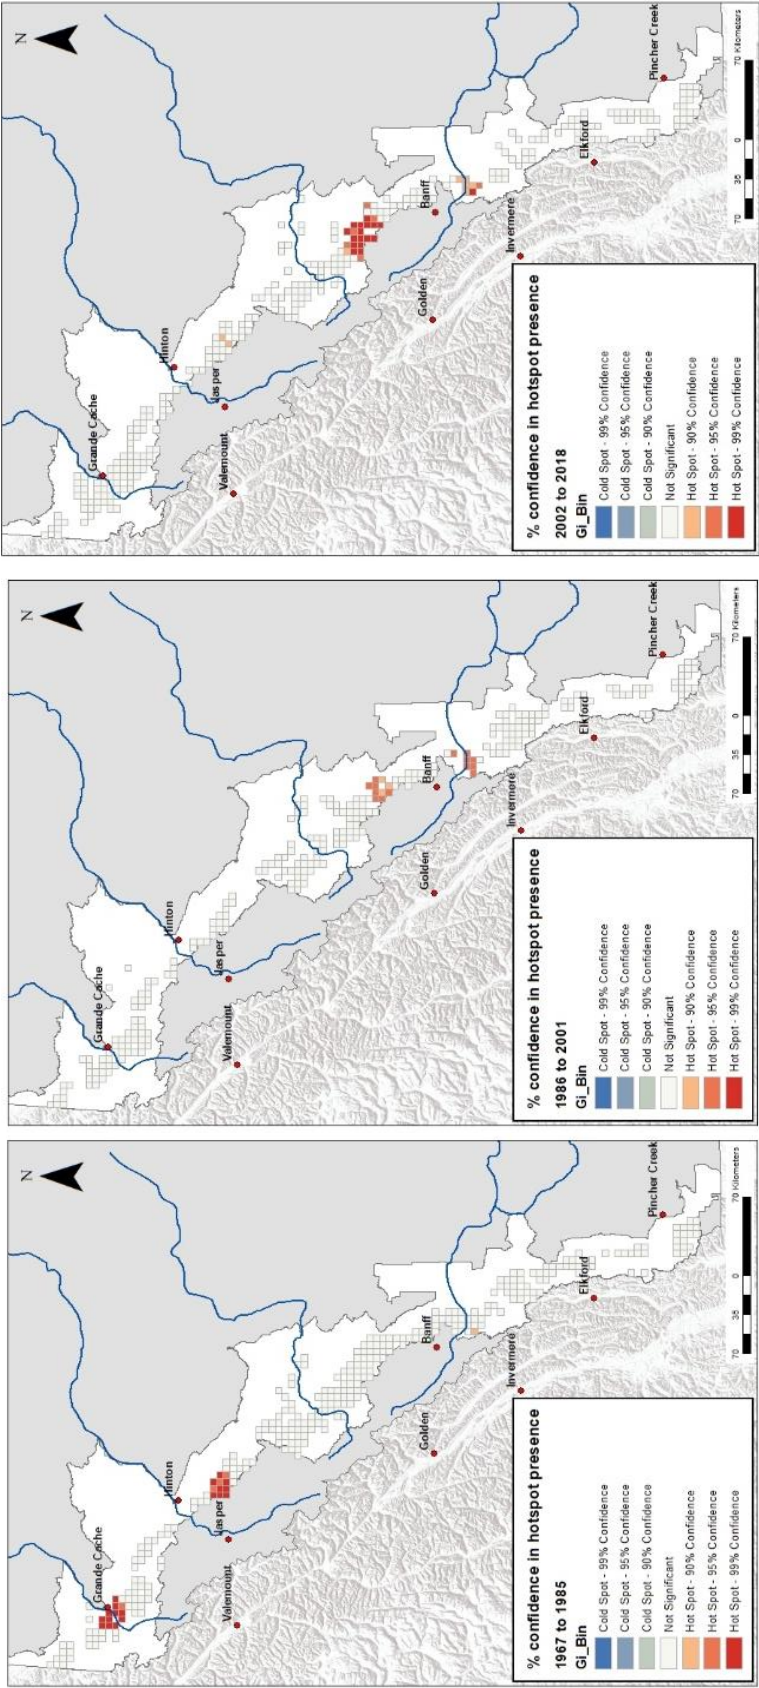 N
Grande Cache
Hinton
Jasper
Valemount
Golden
Banff
Invermere
Elkford
Pincher Creek
% confidence in hotspot presence
2002 to 2018
Gi_Bin
Cold Spot - 99% Confidence
Cold Spot - 95% Confidence
Cold Spot - 90% Confidence
Not Significant
Hot Spot - 90% Confidence
Hot Spot - 95% Confidence
Hot Spot - 99% Confidence
70 35 0 70 Kilometers
N
Grande Cache
Hinton
Jasper
Valemount
Golden
Banff
Invermere
Elkford
Pincher Creek
% confidence in hotspot presence
1986 to 2001
Gi_Bin
Cold Spot - 99% Confidence
Cold Spot - 95% Confidence
Cold Spot - 90% Confidence
Not Significant
Hot Spot - 90% Confidence
Hot Spot - 95% Confidence
Hot Spot - 99% Confidence
70 35 0 70 Kilometers
N
Grande Cache
Hinton
Jasper
Valemount
Golden
Banff
Invermere
Elkford
Pincher Creek
% confidence in hotspot presence
1967 to 1985
Gi_Bin
Cold Spot - 99% Confidence
Cold Spot - 95% Confidence
Cold Spot - 90% Confidence
Not Significant
Hot Spot - 90% Confidence
Hot Spot - 95% Confidence
Hot Spot - 99% Confidence
70 35 0 70 Kilometers